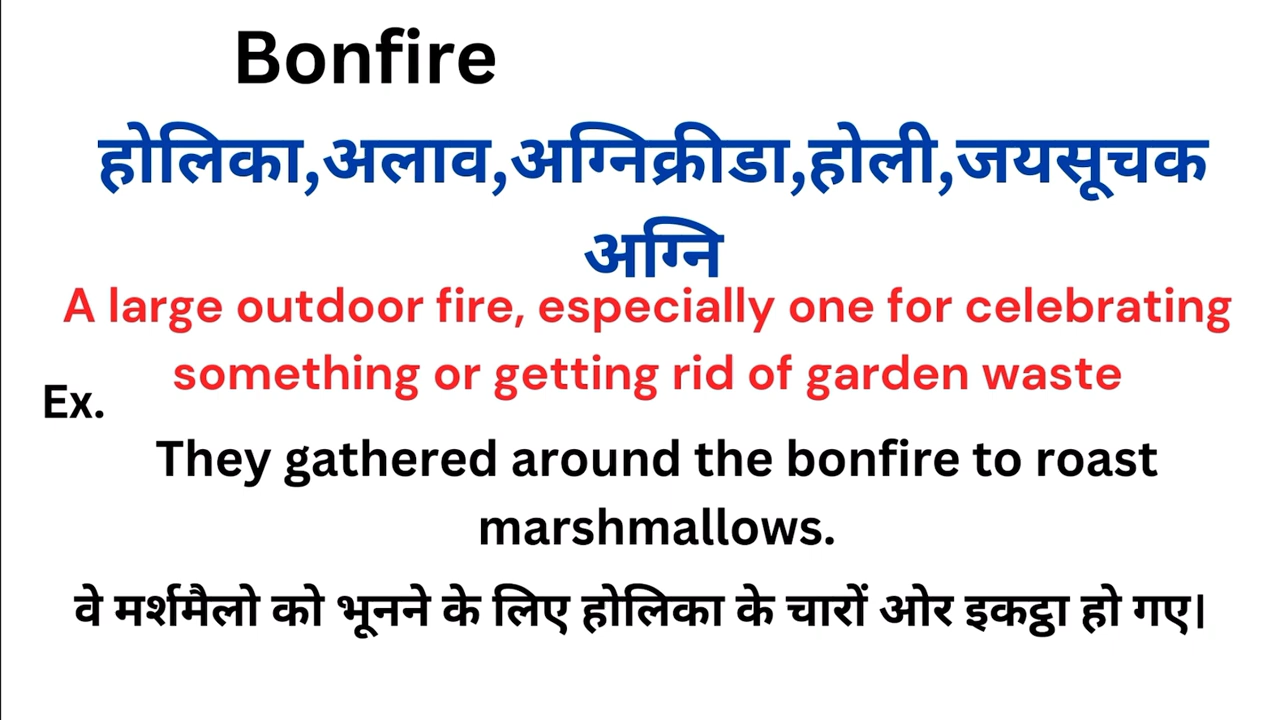 Bonfire
होलिका,अलाव,अग्निक्रीडा,होली,जयसूचक
अग्नि
A large outdoor fire, especially one for celebrating
something or getting rid of garden waste
Ex.
They gathered around the bonfire to roast
marshmallows.
वे मर्शमैलो को भूनने के लिए होलिका के चारों ओर इकट्ठा हो गए।